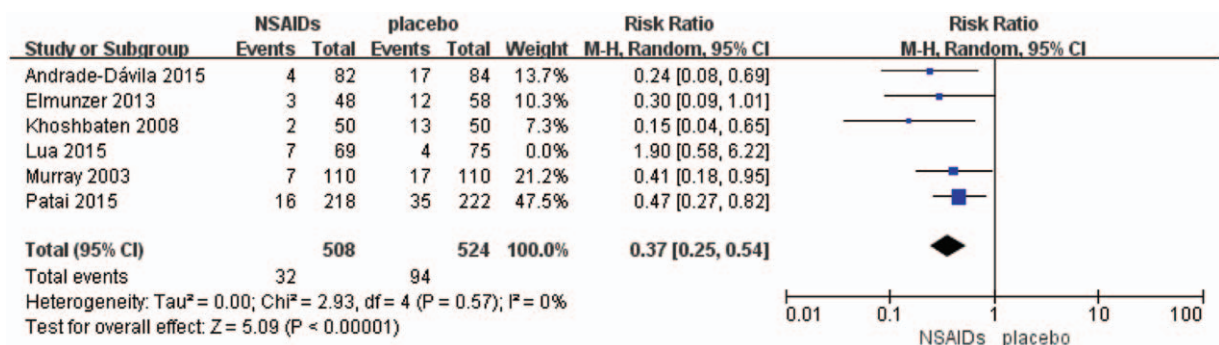 NSAIDs placebo Risk Ratio Risk Ratio
Study or Subgroup Events Total Events Total Weight M-H, Random, 95% CI M-H, Random, 95% CI
Andrade-Dávila 2015 4 82 17 84 13.7% 0.24 [0.08, 0.69]
Elmunzer 2013 3 48 12 58 10.3% 0.30 [0.09, 1.01]
Khoshbaten 2008 2 50 13 50 7.3% 0.15 [0.04, 0.65]
Lua 2015 7 69 4 75 0.0% 1.90 [0.58, 6.22]
Murray 2003 7 110 17 110 21.2% 0.41 [0.18, 0.95]
Patai 2015 16 218 35 222 47.5% 0.47 [0.27, 0.82]
Total (95% CI) 508 524 100.0% 0.37 [0.25, 0.54]
Total events 32 94
Heterogeneity: Tau² = 0.00; Chi² = 2.93, df = 4 (P = 0.57); I² = 0%
Test for overall effect: Z = 5.09 (P < 0.00001)
0.01 0.1 1 10 100
NSAIDs placebo